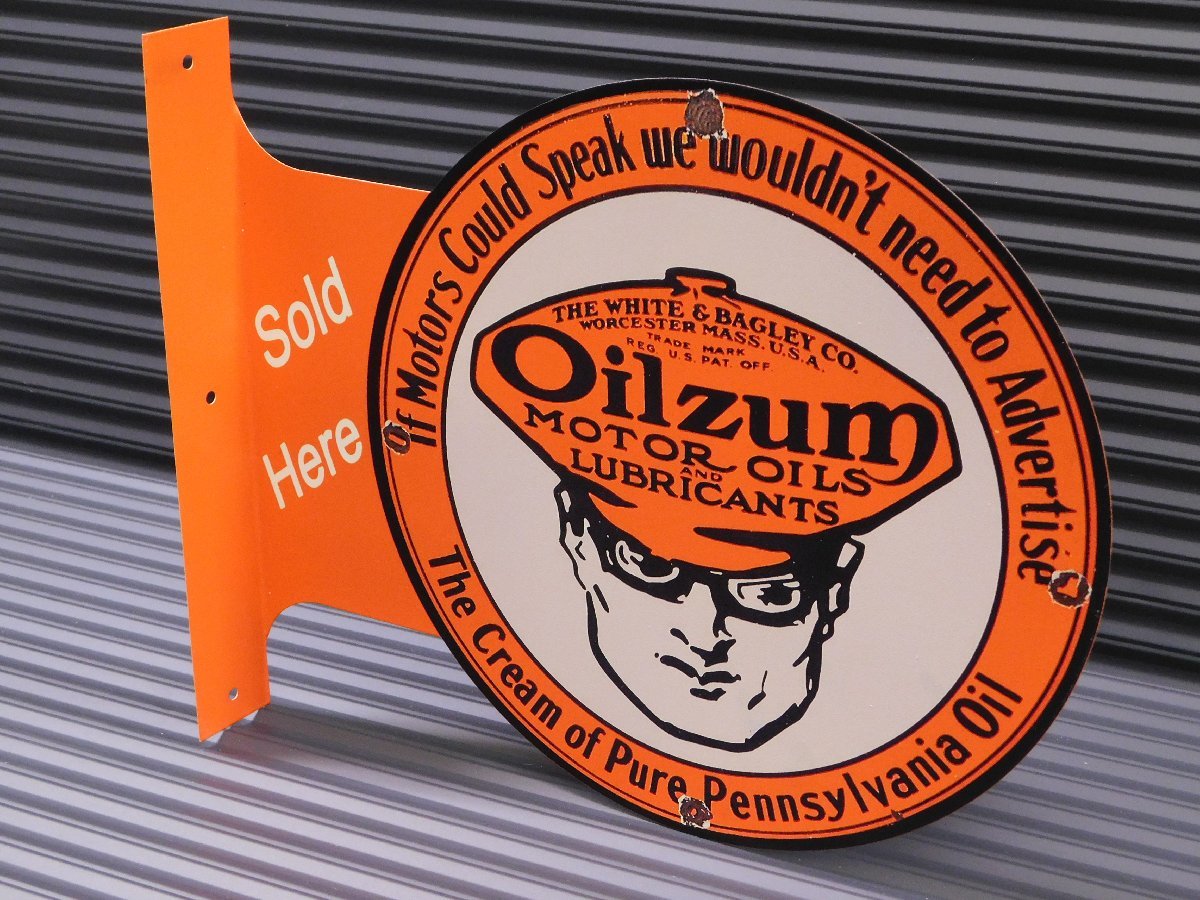 Sold
Here
If Motors Could Speak we wouldn't need to Advertise
THE WHITE & BAGLEY CO.
WORCESTER MASS. U.S.A.
TRADE MARK
REG. U.S. PAT. OFF.
Oilzum
MOTOR OILS
AND
LUBRICANTS
The Cream of Pure Pennsylvania Oil